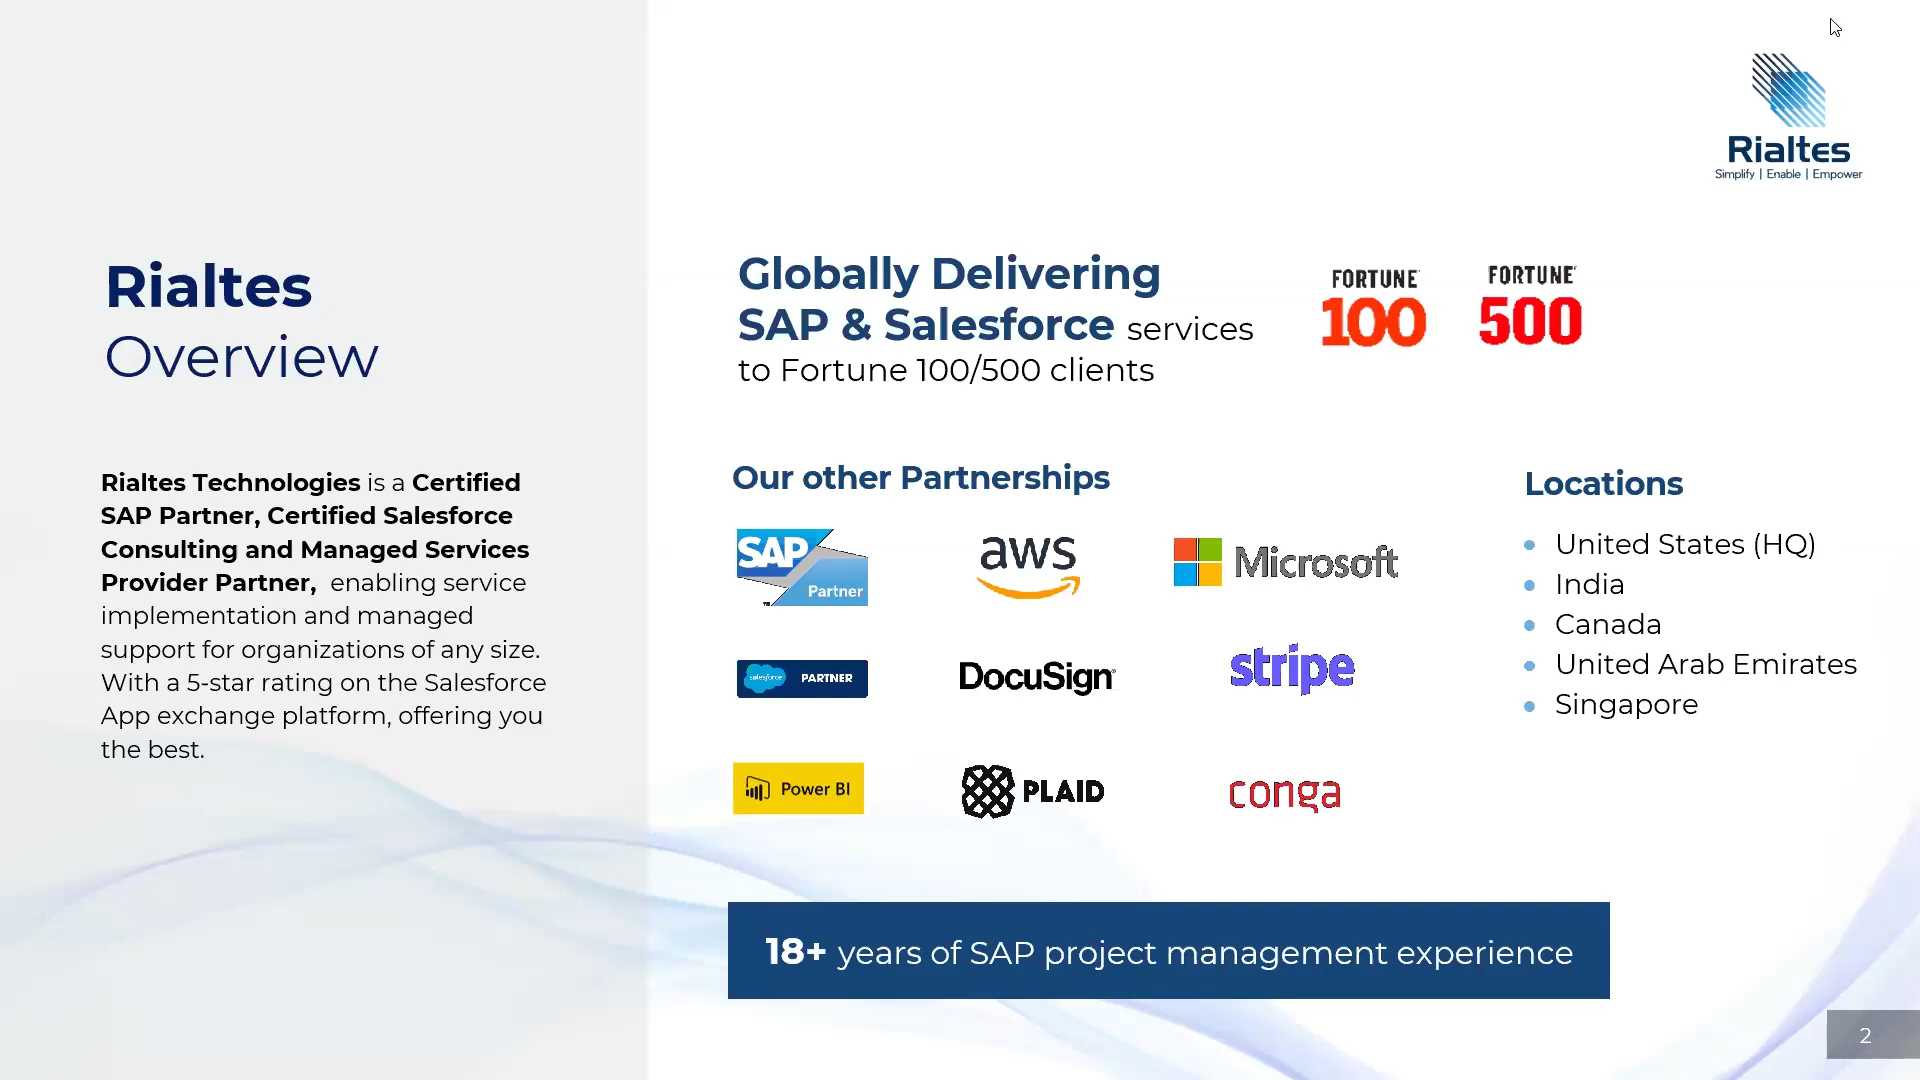 Rialtes
Simplify | Enable | Empower
Rialtes
Overview
Rialtes Technologies is a Certified
SAP Partner, Certified Salesforce
Consulting and Managed Services
Provider Partner, enabling service
implementation and managed
support for organizations of any size.
With a 5-star rating on the Salesforce
App exchange platform, offering you
the best.
Globally Delivering
SAP & Salesforce services
to Fortune 100/500 clients
FORTUNE
100
FORTUNE
500
Our other Partnerships
SAP
Partner
aws
Microsoft
salesforce PARTNER
DocuSign
stripe
Power BI
PLAID
conga
Locations
United States (HQ)
India
Canada
United Arab Emirates
Singapore
18+ years of SAP project management experience
2